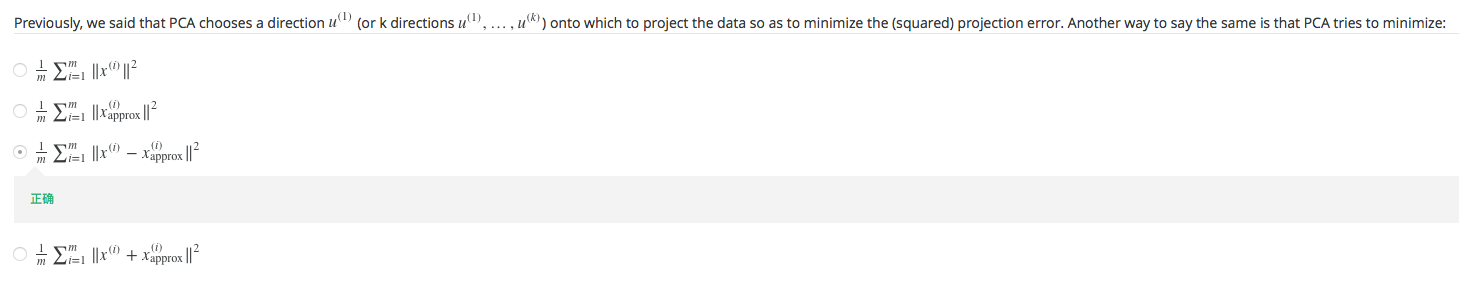 Previously, we said that PCA chooses a direction u⁽¹⁾ (or k directions u⁽¹⁾, … , u⁽ᵏ⁾) onto which to project the data so as to minimize the (squared) projection error. Another way to say the same is that PCA tries to minimize:
\frac{1}{m} \sum_{i=1}^{m} \|x^{(i)}\|^2
\frac{1}{m} \sum_{i=1}^{m} \|x_{\text{approx}}^{(i)}\|^2
\frac{1}{m} \sum_{i=1}^{m} \|x^{(i)} - x_{\text{approx}}^{(i)}\|^2
正确
\frac{1}{m} \sum_{i=1}^{m} \|x^{(i)} + x_{\text{approx}}^{(i)}\|^2